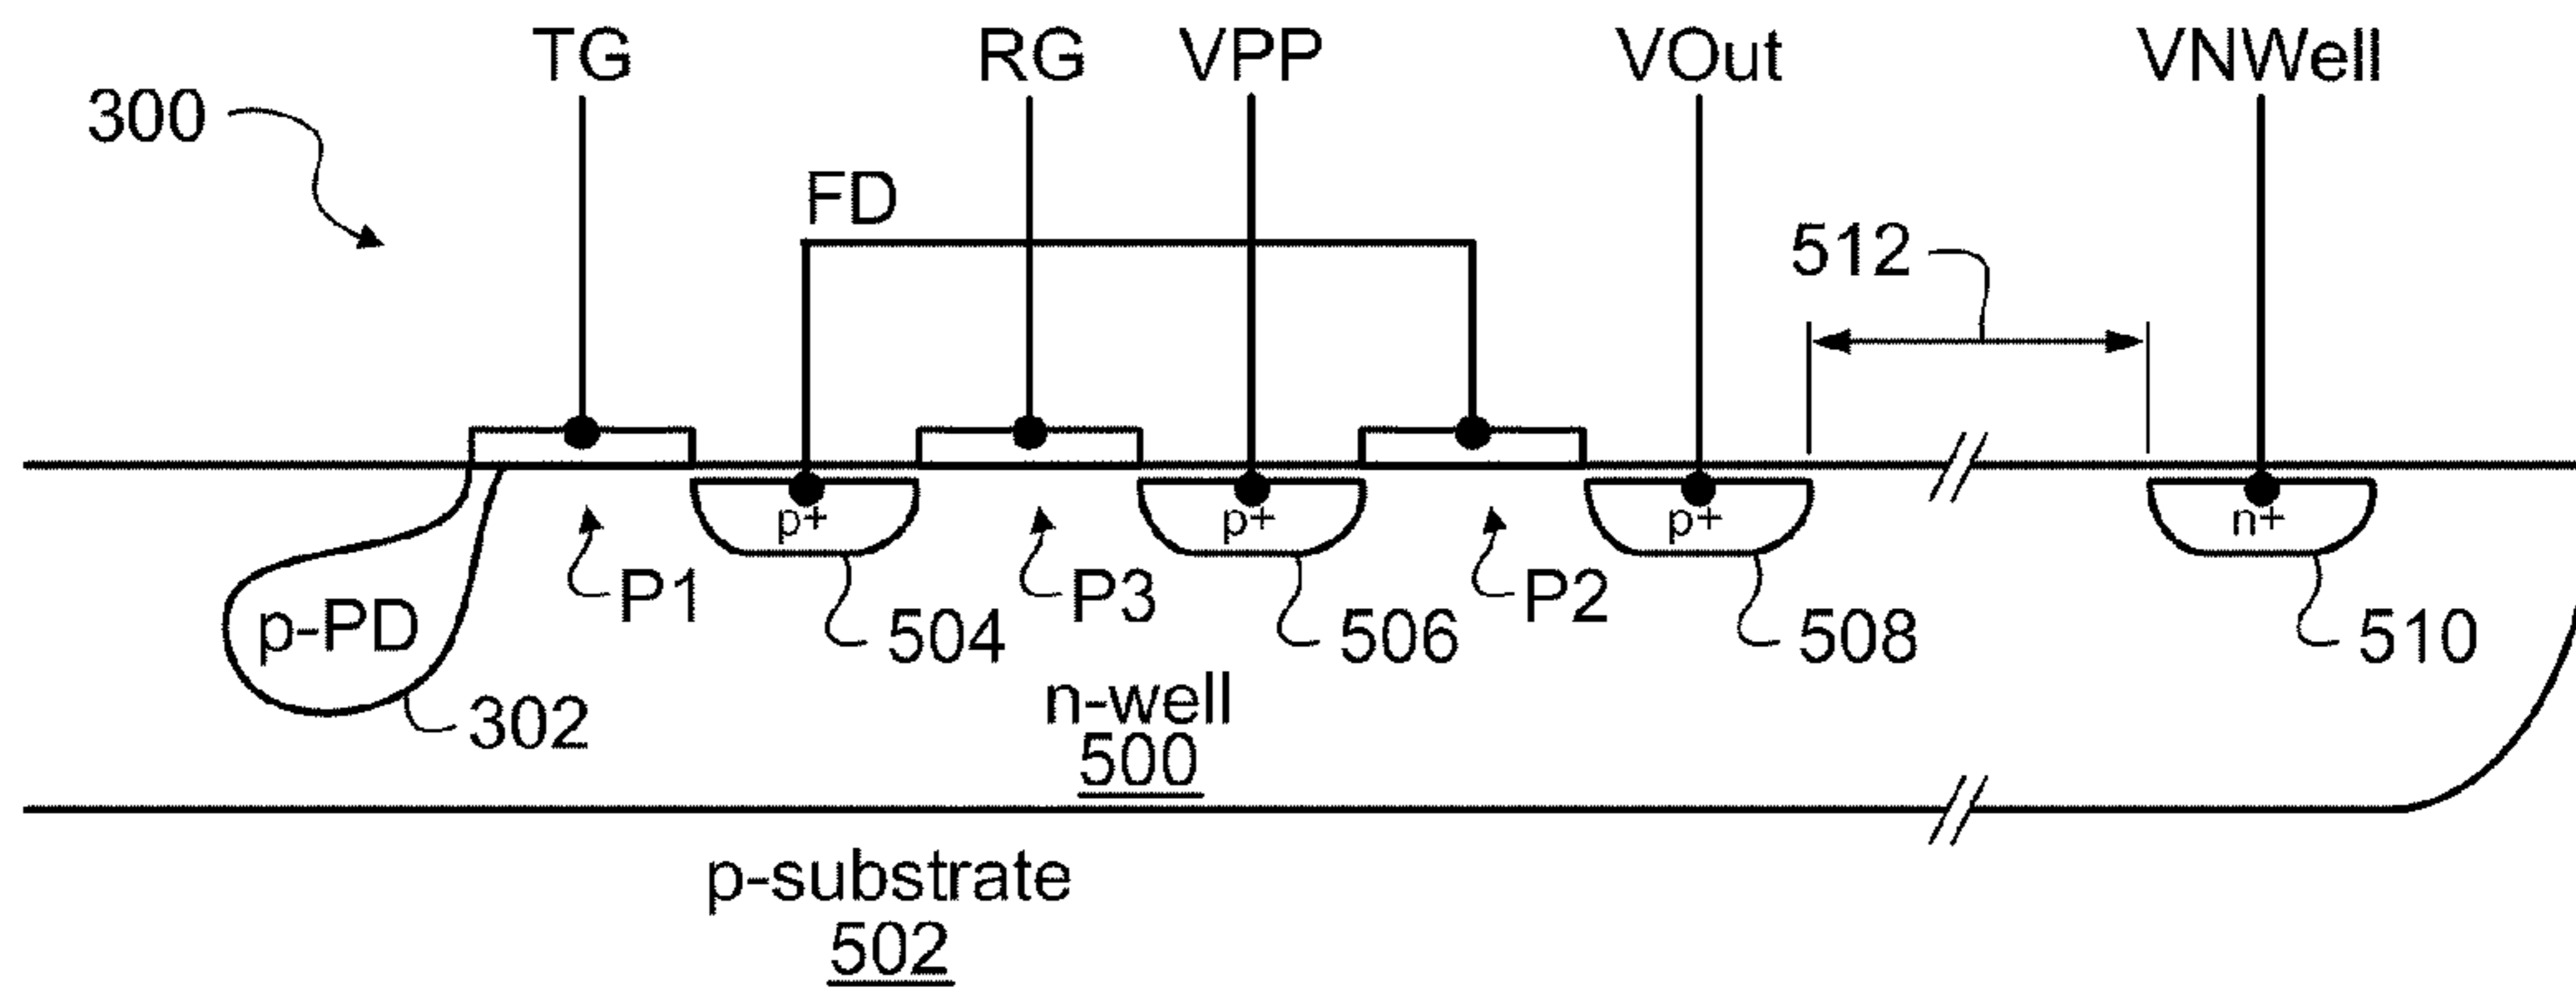 TG RG VPP VOut VNWell
300
FD
512
p+ p+ p+ n+
p-PD P1 P3 P2
504 506 508 510
302
n-well
500
p-substrate
502